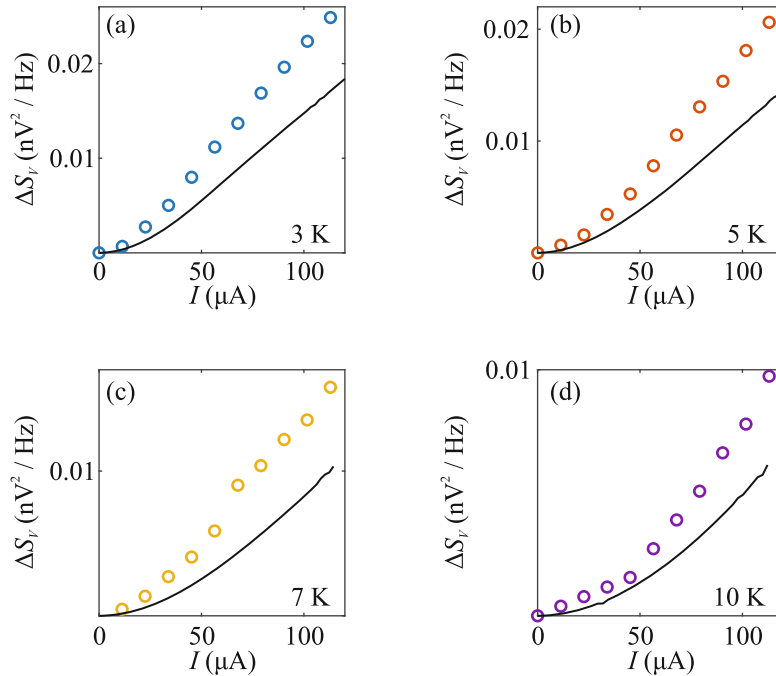 (a)
0.02
0.01
ΔS_V (nV² / Hz)
3 K
0
50
100
I (μA)
(b)
0.02
0.01
ΔS_V (nV² / Hz)
5 K
0
50
100
I (μA)
(c)
0.01
ΔS_V (nV² / Hz)
7 K
0
50
100
I (μA)
(d)
0.01
ΔS_V (nV² / Hz)
10 K
0
50
100
I (μA)